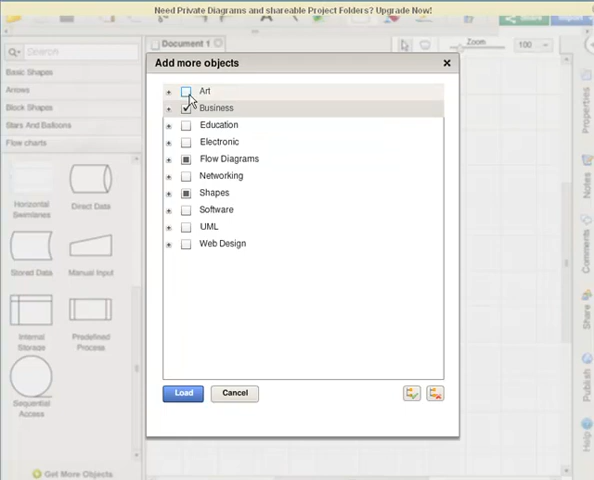 Need Private Diagrams and shareable Project Folders? Upgrade Now!
Share
Search
Document 1
Zoom
100
Add more objects
Basic Shapes
Arrows
Block Shapes
Stars And Balloons
Flow charts
Horizontal
Swimlanes
Direct Data
Stored Data
Manual Input
Internal
Storage
Predefined
Process
Sequential
Access
Get More Objects
Art
Business
Education
Electronic
Flow Diagrams
Networking
Shapes
Software
UML
Web Design
Load
Cancel
Properties
Notes
Comments
Share
Publish
Help